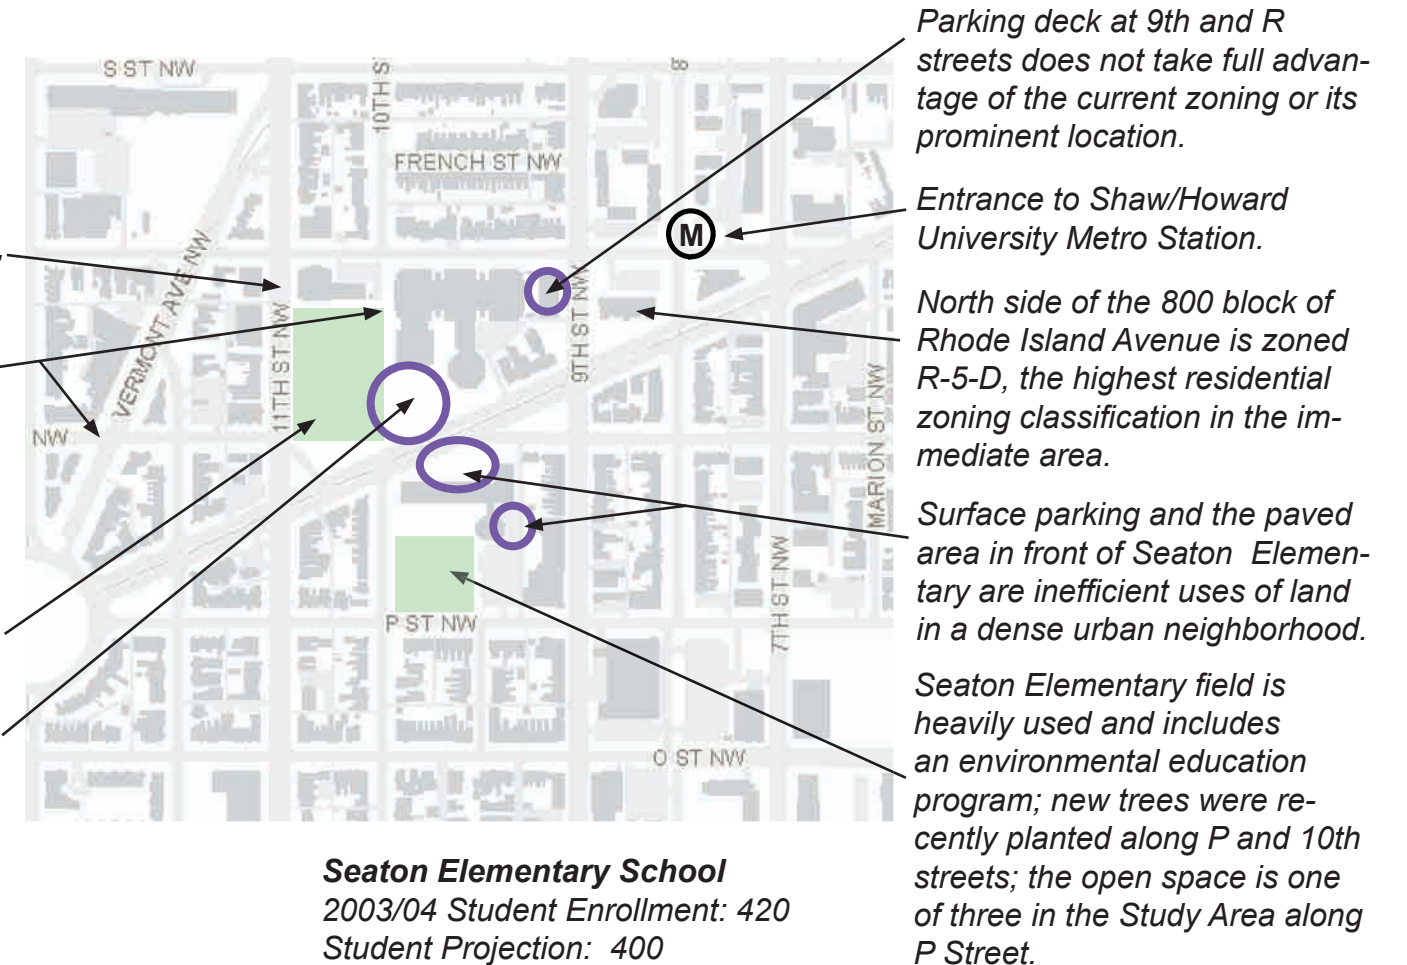 S ST NW
10TH S
8
FRENCH ST NW
M
VERMONT AVE NW
11TH ST NW
9TH ST NW
NW
MARION ST NW
7TH ST NW
P ST NW
O ST NW
Parking deck at 9th and R
streets does not take full advan-
tage of the current zoning or its
prominent location.
Entrance to Shaw/Howard
University Metro Station.
North side of the 800 block of
Rhode Island Avenue is zoned
R-5-D, the highest residential
zoning classification in the im-
mediate area.
Surface parking and the paved
area in front of Seaton Elemen-
tary are inefficient uses of land
in a dense urban neighborhood.
Seaton Elementary field is
heavily used and includes
an environmental education
program; new trees were re-
cently planted along P and 10th
streets; the open space is one
of three in the Study Area along
P Street.
Seaton Elementary School
2003/04 Student Enrollment: 420
Student Projection: 400